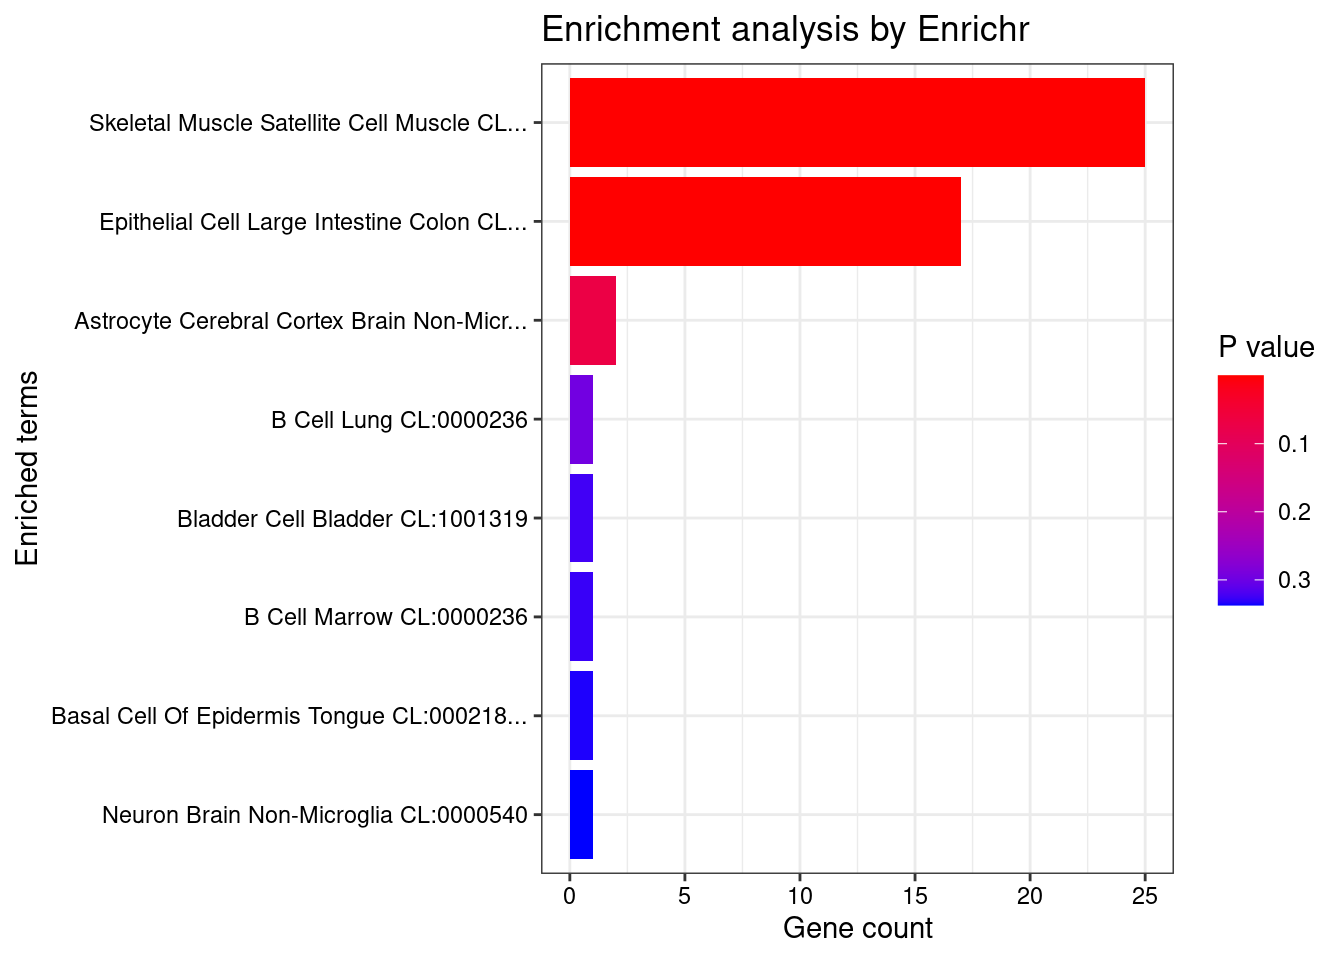 Enrichment analysis by Enrichr
Enriched terms
Skeletal Muscle Satellite Cell Muscle CL...
Epithelial Cell Large Intestine Colon CL...
Astrocyte Cerebral Cortex Brain Non-Micr...
B Cell Lung CL:0000236
Bladder Cell Bladder CL:1001319
B Cell Marrow CL:0000236
Basal Cell Of Epidermis Tongue CL:000218...
Neuron Brain Non-Microglia CL:0000540
0 5 10 15 20 25
Gene count
P value
0.1
0.2
0.3